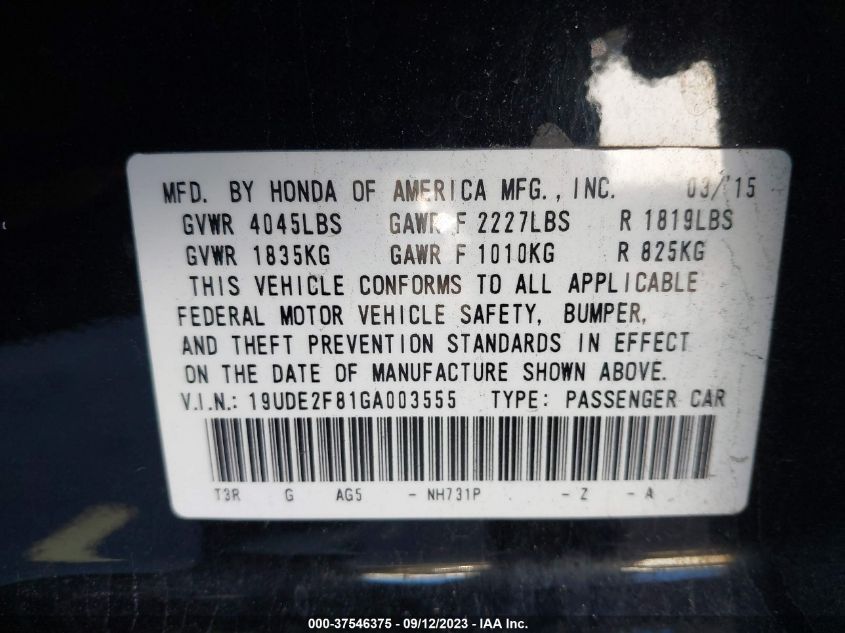 MFD. BY HONDA OF AMERICA MFG., INC. 03/15
GVWR 4045LBS GAWR F 2227LBS R 1819LBS
GVWR 1835KG GAWR F 1010KG R 825KG
THIS VEHICLE CONFORMS TO ALL APPLICABLE
FEDERAL MOTOR VEHICLE SAFETY, BUMPER,
AND THEFT PREVENTION STANDARDS IN EFFECT
ON THE DATE OF MANUFACTURE SHOWN ABOVE.
V.I.N.: 19UDE2F81GA003555 TYPE: PASSENGER CAR
T3R G AG5 - NH731P - Z - A
000-37546375 - 09/12/2023 - IAA Inc.